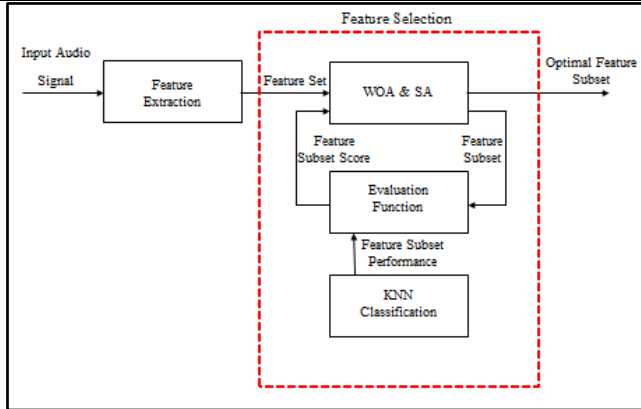 Feature Selection
Input Audio
Signal
Feature
Extraction
Feature Set
WOA & SA
Optimal Feature
Subset
Feature
Subset Score
Feature
Subset
Evaluation
Function
Feature Subset
Performance
KNN
Classification